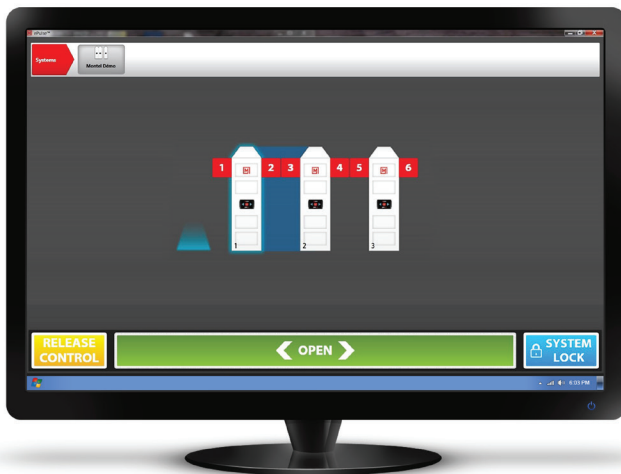 Systems
Montel Démo
1
2 3
4 5
6
M
M
M
1
2
3
RELEASE
CONTROL
OPEN
SYSTEM
LOCK
6:03 PM